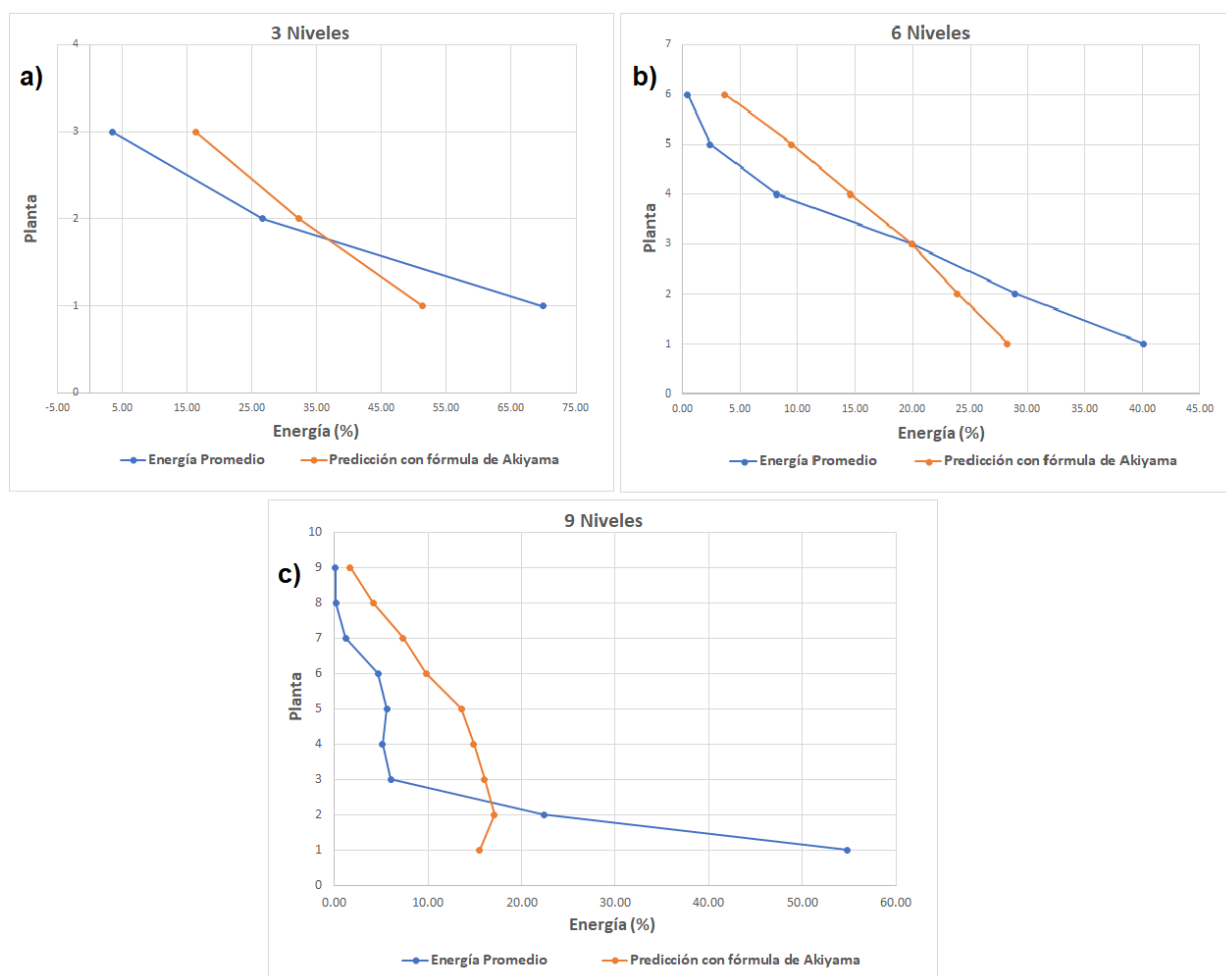 3 Niveles
a)
4
3
2
1
0
Planta
-5.00 5.00 15.00 25.00 35.00 45.00 55.00 65.00 75.00
Energía (%)
Energía Promedio Predicción con fórmula de Akiyama
6 Niveles
b)
7
6
5
4
3
2
1
0
Planta
0.00 5.00 10.00 15.00 20.00 25.00 30.00 35.00 40.00 45.00
Energía (%)
Energía Promedio Predicción con fórmula de Akiyama
9 Niveles
c)
10
9
8
7
6
5
4
3
2
1
0
Planta
0.00 10.00 20.00 30.00 40.00 50.00 60.00
Energía (%)
Energía Promedio Predicción con fórmula de Akiyama